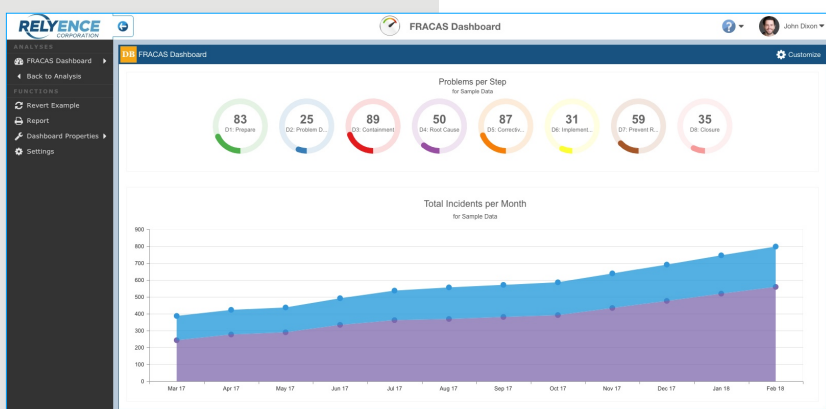 RELYENCE
CORPORATION
FRACAS Dashboard
?
John Dixon
ANALYSES
FRACAS Dashboard
Back to Analysis
FUNCTIONS
Revert Example
Report
Dashboard Properties
Settings
DB FRACAS Dashboard
Customize
Problems per Step
for Sample Data
83 25 89 50 87 31 59 35
D1: Prepare D2: Problem D... D3: Containment D4: Root Cause D5: Correctiv... D6: Implement... D7: Prevent R... D8: Closure
Total Incidents per Month
for Sample Data
900
800
700
600
500
400
300
200
100
0
Mar 17 Apr 17 May 17 Jun 17 Jul 17 Aug 17 Sep 17 Oct 17 Nov 17 Dec 17 Jan 18 Feb 18